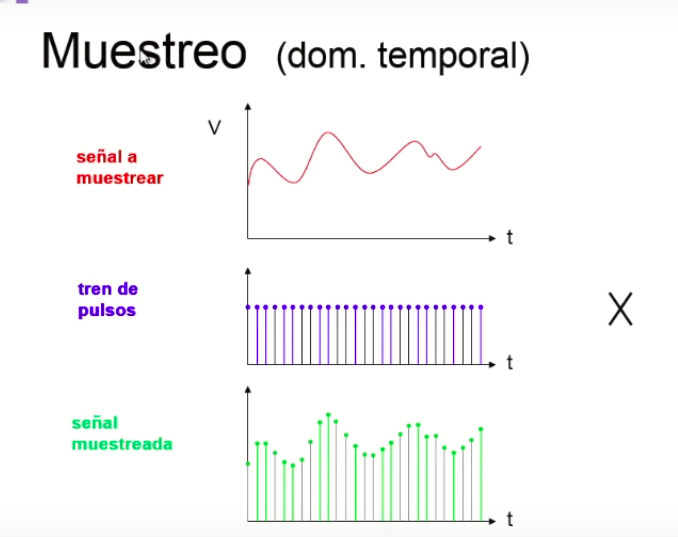 Muestreo (dom. temporal)
V
señal a
muestrear
t
tren de
pulsos
X
t
señal
muestreada
t